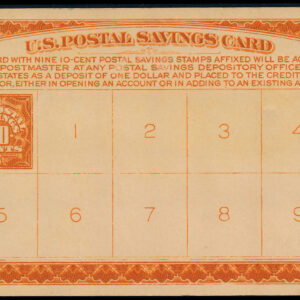 U.S. POSTAL SAVINGS CARD
RD WITH NINE 10-CENT POSTAL SAVINGS STAMPS AFFIXED WILL BE AC
POSTMASTER AT ANY POSTAL SAVINGS DEPOSITORY OFFICE
STATES AS A DEPOSIT OF ONE DOLLAR AND PLACED TO THE CREDIT
OR, EITHER IN OPENING AN ACCOUNT OR IN ADDING TO AN EXISTING A
1 2 3 4
5 6 7 8 9